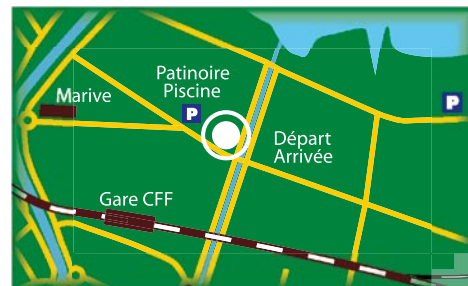 Patinoire
Piscine
Marive
P
P
Départ
Arrivée
Gare CFF